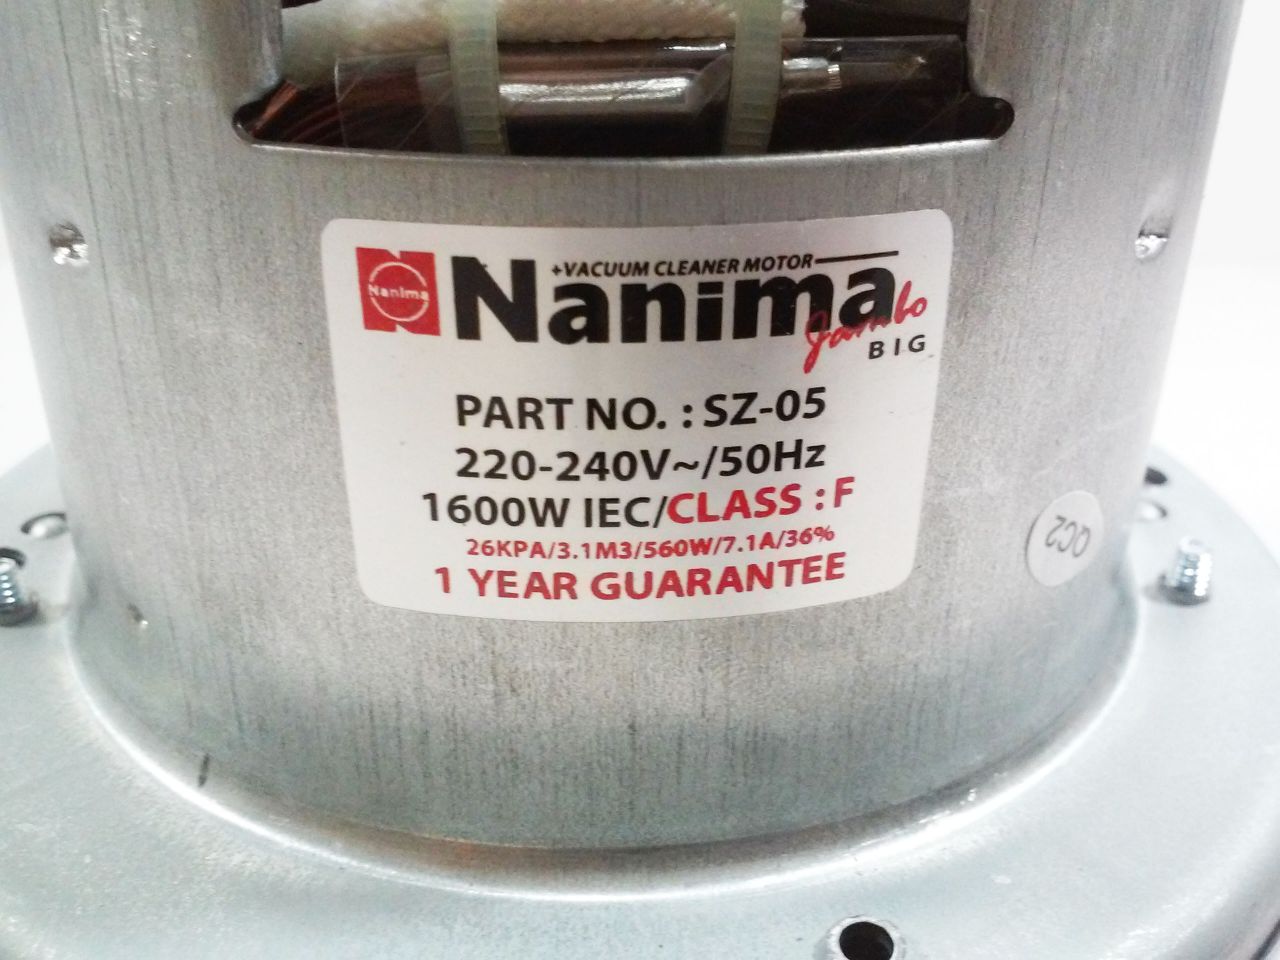 +VACUUM CLEANER MOTOR
Nanima
Nanima
Jambo
BIG
PART NO. : SZ-05
220-240V~/50Hz
1600W IEC/CLASS : F
26KPA/3.1M3/560W/7.1A/36%
1 YEAR GUARANTEE
QC2